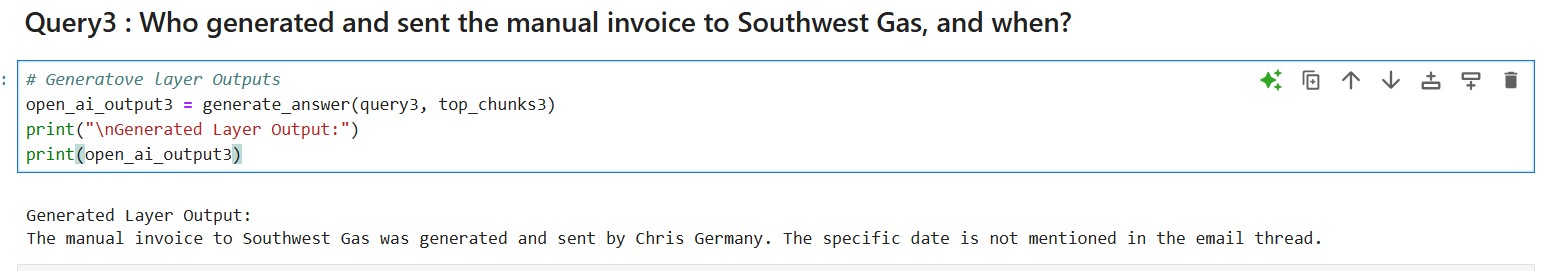 Query3 : Who generated and sent the manual invoice to Southwest Gas, and when?
: # Generatove layer Outputs
open_ai_output3 = generate_answer(query3, top_chunks3)
print("\nGenerated Layer Output:")
print(open_ai_output3)
Generated Layer Output:
The manual invoice to Southwest Gas was generated and sent by Chris Germany. The specific date is not mentioned in the email thread.